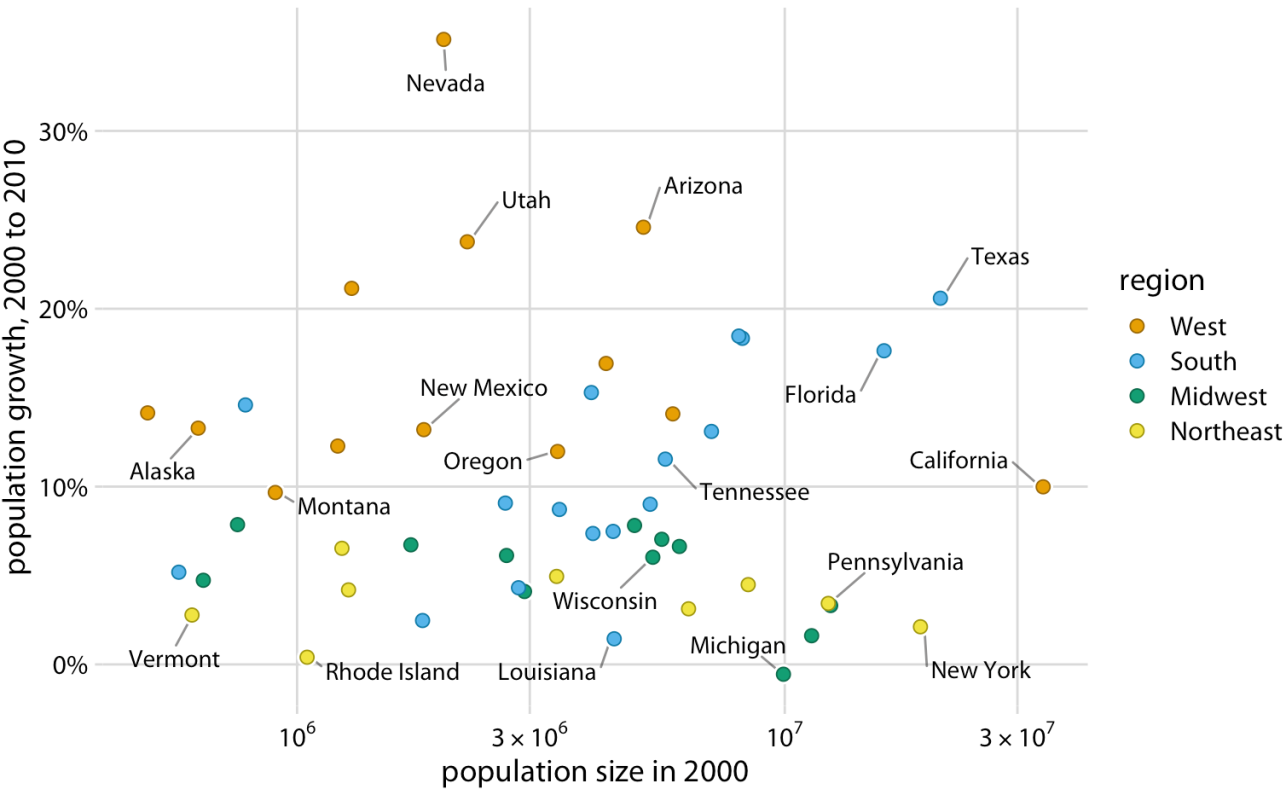 Nevada
30%
Utah
Arizona
Texas
region
20%
West
South
New Mexico
Florida
Midwest
Northeast
Alaska
Oregon
California
10%
Tennessee
Montana
Pennsylvania
Wisconsin
Michigan
Vermont
0%
Rhode Island
Louisiana
New York
10⁶
3 × 10⁶
10⁷
3 × 10⁷
population size in 2000
population growth, 2000 to 2010